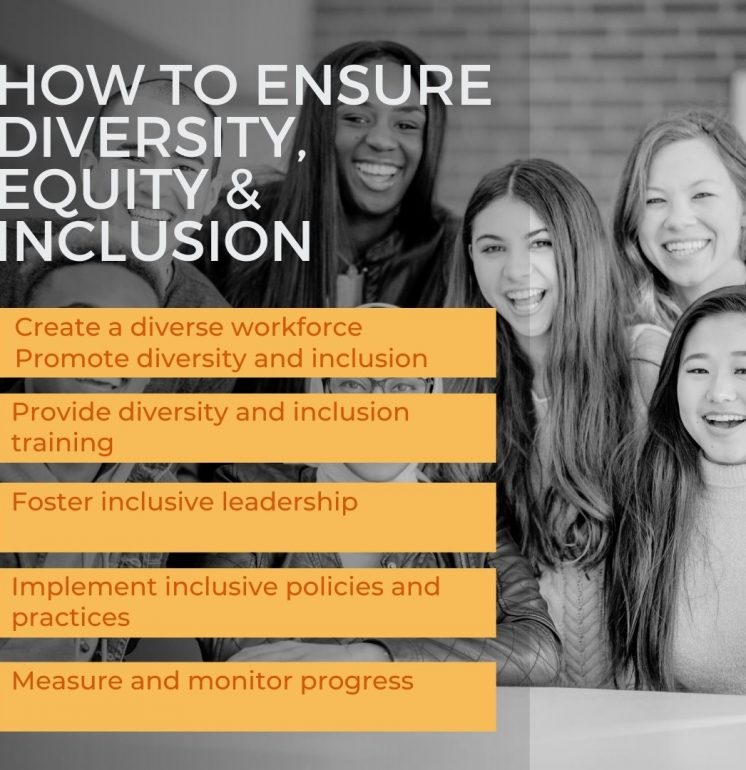 HOW TO ENSURE
DIVERSITY,
EQUITY &
INCLUSION
Create a diverse workforce
Promote diversity and inclusion
Provide diversity and inclusion
training
Foster inclusive leadership
Implement inclusive policies and
practices
Measure and monitor progress